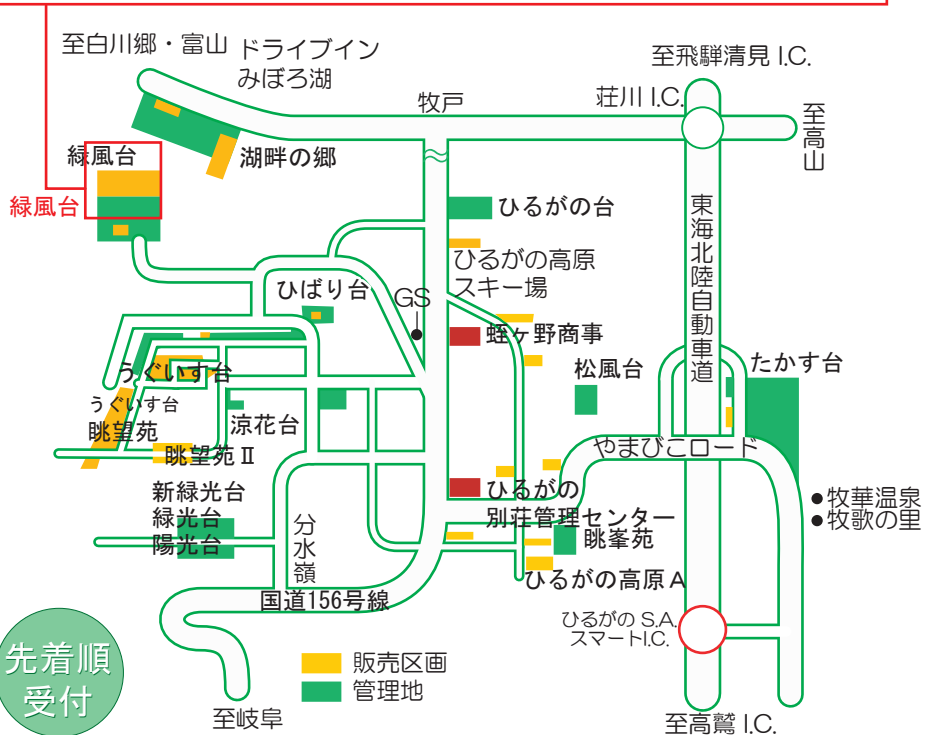 至白川郷・富山
ドライブイン
みぼろ湖
至飛騨清見 I.C.
牧戸
荘川 I.C.
至高山
緑風台
湖畔の郷
緑風台
ひるがの台
東海北陸自動車道
ひるがの高原
スキー場
ひばり台
GS
蛭ヶ野商事
松風台
たかす台
うぐいす台
うぐいす台
眺望苑
涼花台
眺望苑Ⅱ
やまびこロード
新緑光台
緑光台
陽光台
ひるがの
別荘管理センター
牧華温泉
牧歌の里
分水嶺
眺峯苑
ひるがの高原A
国道156号線
ひるがの S.A.
スマートI.C.
先着順
受付
販売区画
管理地
至岐阜
至高鷲 I.C.